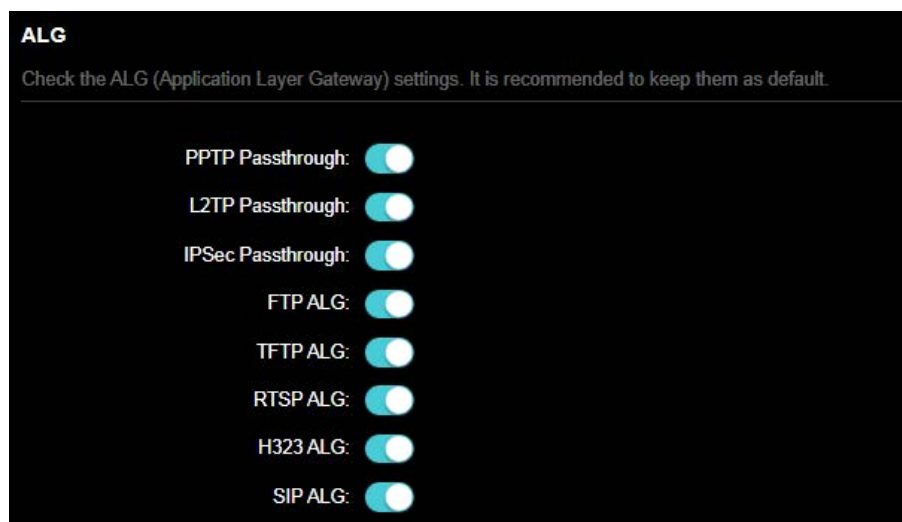 ALG
Check the ALG (Application Layer Gateway) settings. It is recommended to keep them as default.
PPTP Passthrough:
L2TP Passthrough:
IPSec Passthrough:
FTP ALG:
TFTP ALG:
RTSP ALG:
H323 ALG:
SIP ALG: